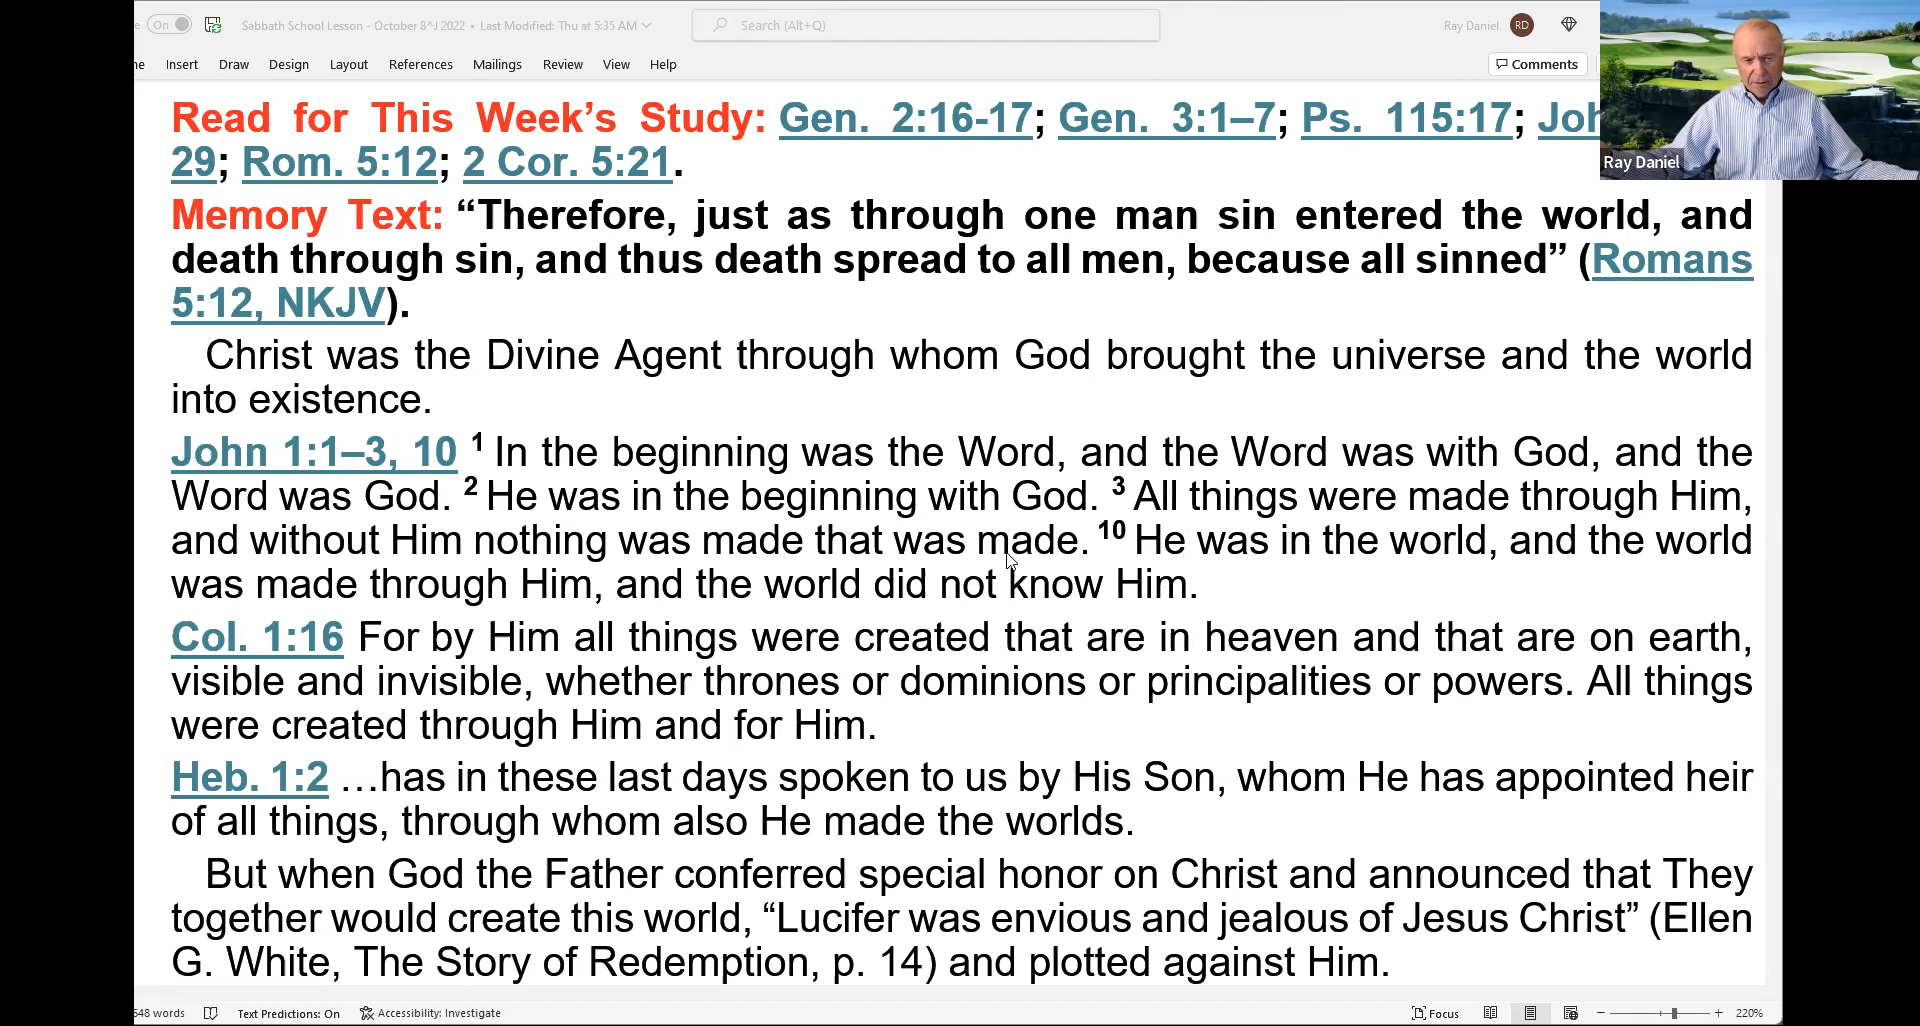 On Sabbath School Lesson - October 8^J 2022 • Last Modified: Thu at 5:35 AM Search (Alt+Q) Ray Daniel RD
Insert Draw Design Layout References Mailings Review View Help Comments
Read for This Week’s Study: Gen. 2:16-17; Gen. 3:1–7; Ps. 115:17; Joh
29; Rom. 5:12; 2 Cor. 5:21.
Ray Daniel
Memory Text: “Therefore, just as through one man sin entered the world, and
death through sin, and thus death spread to all men, because all sinned” (Romans
5:12, NKJV).
Christ was the Divine Agent through whom God brought the universe and the world
into existence.
John 1:1–3, 10 1 In the beginning was the Word, and the Word was with God, and the
Word was God. 2 He was in the beginning with God. 3 All things were made through Him,
and without Him nothing was made that was made. 10 He was in the world, and the world
was made through Him, and the world did not know Him.
Col. 1:16 For by Him all things were created that are in heaven and that are on earth,
visible and invisible, whether thrones or dominions or principalities or powers. All things
were created through Him and for Him.
Heb. 1:2 …has in these last days spoken to us by His Son, whom He has appointed heir
of all things, through whom also He made the worlds.
But when God the Father conferred special honor on Christ and announced that They
together would create this world, “Lucifer was envious and jealous of Jesus Christ” (Ellen
G. White, The Story of Redemption, p. 14) and plotted against Him.
648 words Text Predictions: On Accessibility: Investigate Focus 220%